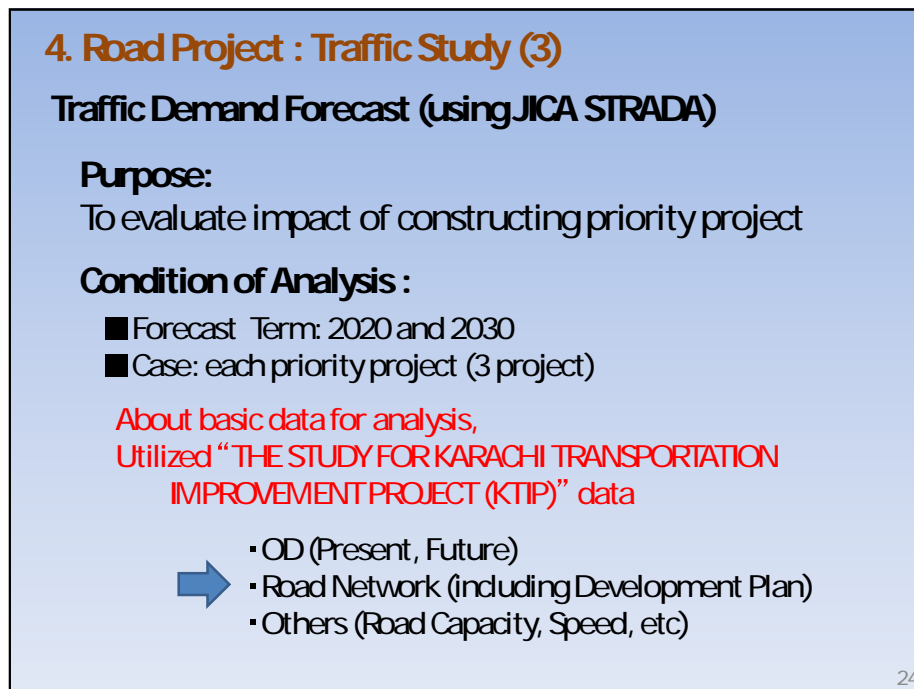 4. Road Project : Traffic Study (3)
Traffic Demand Forecast (using JICA STRADA)
Purpose:
To evaluate impact of constructing priority project
Condition of Analysis :
■ Forecast Term: 2020 and 2030
■ Case: each priority project (3 project)
About basic data for analysis,
Utilized “THE STUDY FOR KARACHI TRANSPORTATION
IMPROVEMENT PROJECT (KTIP)” data
・OD (Present, Future)
・Road Network (including Development Plan)
・Others (Road Capacity, Speed, etc)
24